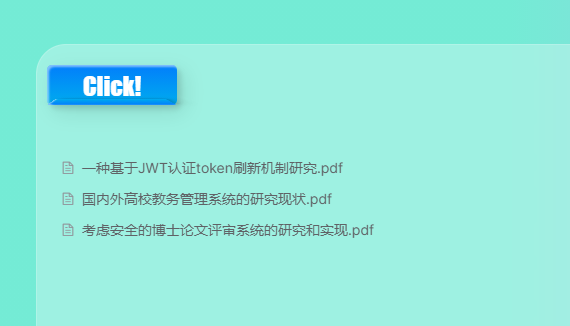 Click!
一种基于JWT认证token刷新机制研究.pdf
国内外高校教务管理系统的研究现状.pdf
考虑安全的博士论文评审系统的研究和实现.pdf